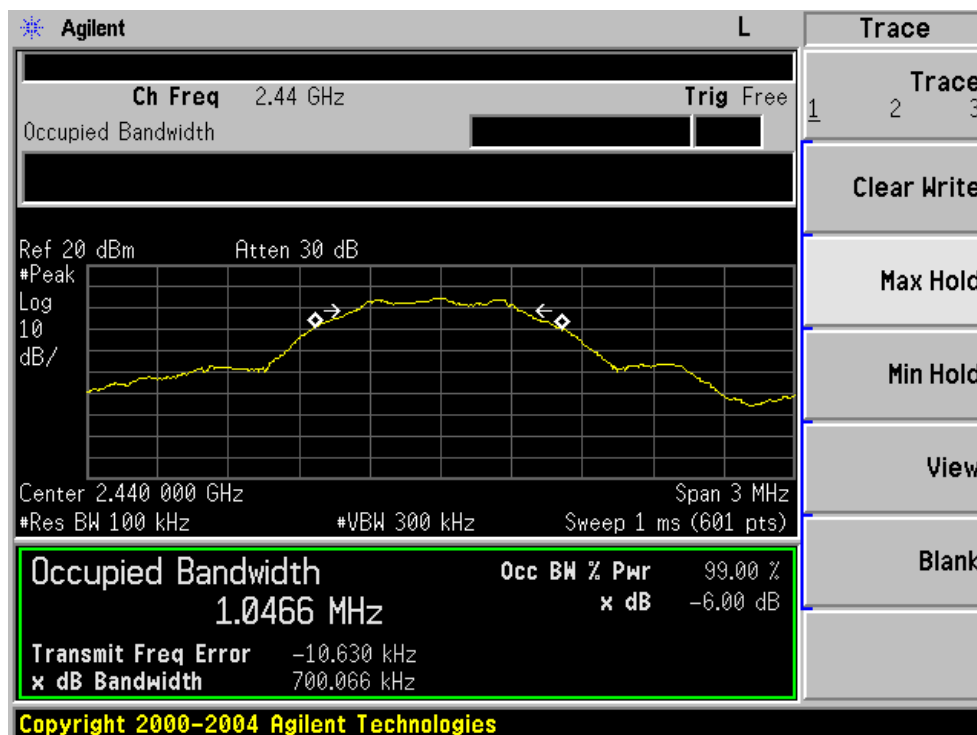 Agilent L Trace
Ch Freq 2.44 GHz Trig Free
Occupied Bandwidth
Trace
1 2 3
Clear Write
Max Hold
Min Hold
View
Blank
Ref 20 dBm Atten 30 dB
#Peak
Log
10
dB/
Center 2.440 000 GHz Span 3 MHz
#Res BW 100 kHz #VBW 300 kHz Sweep 1 ms (601 pts)
Occupied Bandwidth Occ BW % Pwr 99.00 %
1.0466 MHz x dB -6.00 dB
Transmit Freq Error -10.630 kHz
x dB Bandwidth 700.066 kHz
Copyright 2000-2004 Agilent Technologies